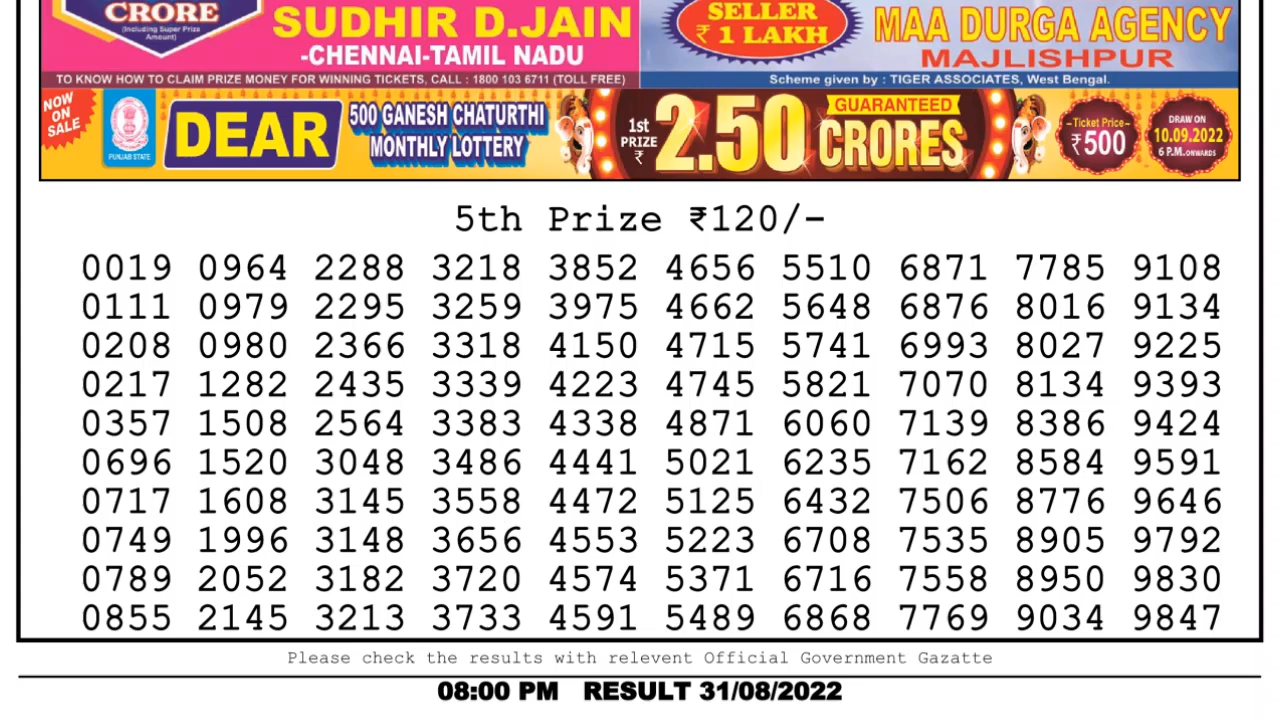 CRORE
(Including Super Prize
Amount)
SUDHIR D.JAIN
-CHENNAI-TAMIL NADU
SELLER
₹ 1 LAKH
MAA DURGA AGENCY
MAJLISHPUR
TO KNOW HOW TO CLAIM PRIZE MONEY FOR WINNING TICKETS, CALL : 1800 103 6711 (TOLL FREE)
Scheme given by : TIGER ASSOCIATES, West Bengal.
NOW
ON
SALE
PUNJAB STATE
DEAR
500 GANESH CHATURTHI
MONTHLY LOTTERY
1st
PRIZE
₹
2.50
GUARANTEED
CRORES
Ticket Price
₹500
DRAW ON
10.09.2022
6 P.M. ONWARDS
5th Prize ₹120/-
0019 0964 2288 3218 3852 4656 5510 6871 7785 9108
0111 0979 2295 3259 3975 4662 5648 6876 8016 9134
0208 0980 2366 3318 4150 4715 5741 6993 8027 9225
0217 1282 2435 3339 4223 4745 5821 7070 8134 9393
0357 1508 2564 3383 4338 4871 6060 7139 8386 9424
0696 1520 3048 3486 4441 5021 6235 7162 8584 9591
0717 1608 3145 3558 4472 5125 6432 7506 8776 9646
0749 1996 3148 3656 4553 5223 6708 7535 8905 9792
0789 2052 3182 3720 4574 5371 6716 7558 8950 9830
0855 2145 3213 3733 4591 5489 6868 7769 9034 9847
Please check the results with relevent Official Government Gazatte
08:00 PM RESULT 31/08/2022